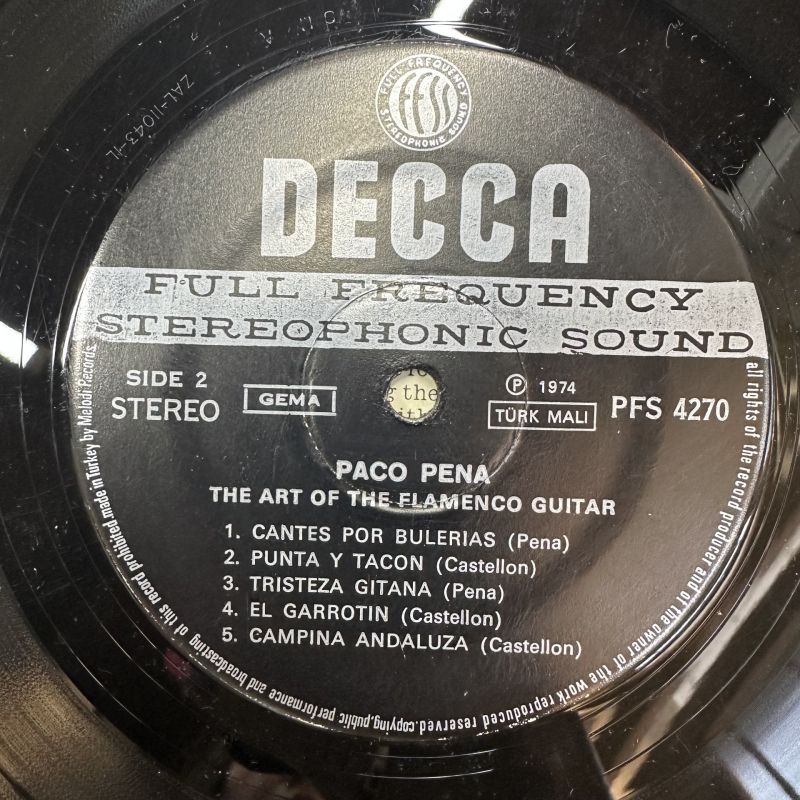 FULL FREQUENCY
ffss
STEREOPHONIC SOUND
DECCA
FULL FREQUENCY
STEREOPHONIC SOUND
SIDE 2
STEREO
GEMA
℗ 1974
TÜRK MALI
PFS 4270
the
PACO PENA
THE ART OF THE FLAMENCO GUITAR
1. CANTES POR BULERIAS (Pena)
2. PUNTA Y TACON (Castellon)
3. TRISTEZA GITANA (Pena)
4. EL GARROTIN (Castellon)
5. CAMPINA ANDALUZA (Castellon)
all rights of the record producer and of the owner of the work reproduced reserved.copying,public performance and broadcasting of this record prohibited made in Turkey by Melodi Records.
ZAL-11043-1L